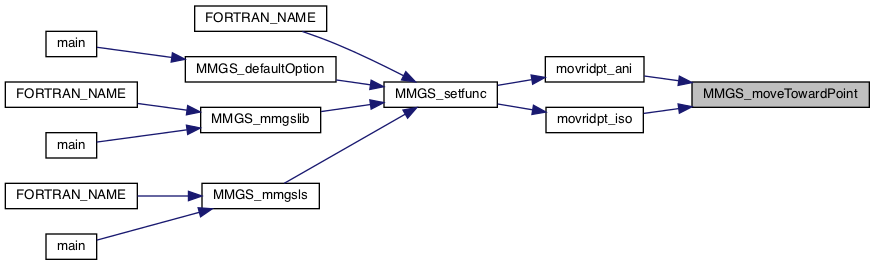 FORTRAN_NAME
main
MMGS_defaultOption
movridpt_ani
FORTRAN_NAME
MMGS_setfunc
MMGS_moveTowardPoint
MMGS_mmgslib
movridpt_iso
main
FORTRAN_NAME
MMGS_mmgsls
main